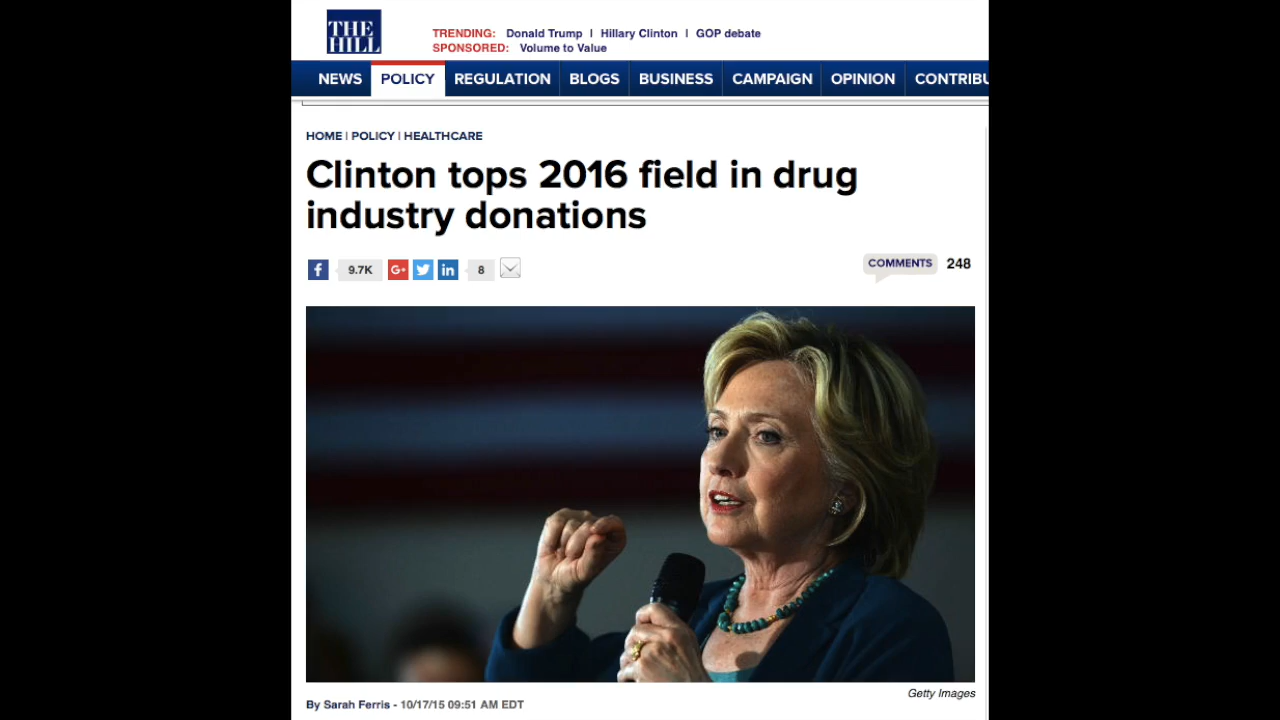 THE
HILL
TRENDING: Donald Trump | Hillary Clinton | GOP debate
SPONSORED: Volume to Value
NEWS POLICY REGULATION BLOGS BUSINESS CAMPAIGN OPINION CONTRIBU
HOME | POLICY | HEALTHCARE
Clinton tops 2016 field in drug
industry donations
f 9.7K G+ in 8
COMMENTS 248
Getty Images
By Sarah Ferris - 10/17/15 09:51 AM EDT